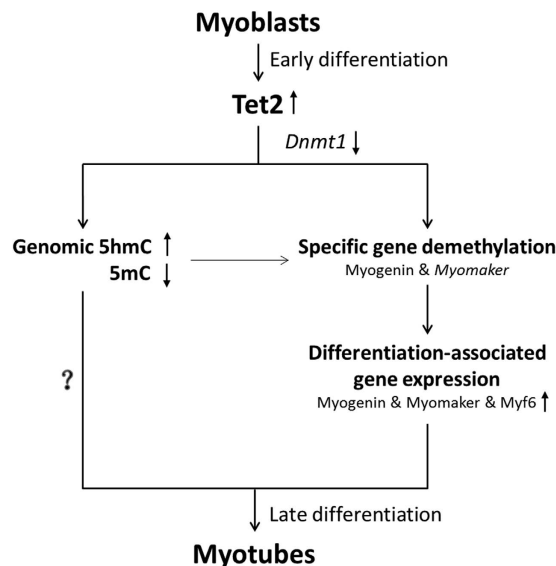 Myoblasts
Early differentiation
Tet2 ↑
Dnmt1 ↓
Genomic 5hmC ↑
5mC ↓
Specific gene demethylation
Myogenin & Myomaker
Differentiation-associated
gene expression
Myogenin & Myomaker & Myf6 ↑
?
Late differentiation
Myotubes